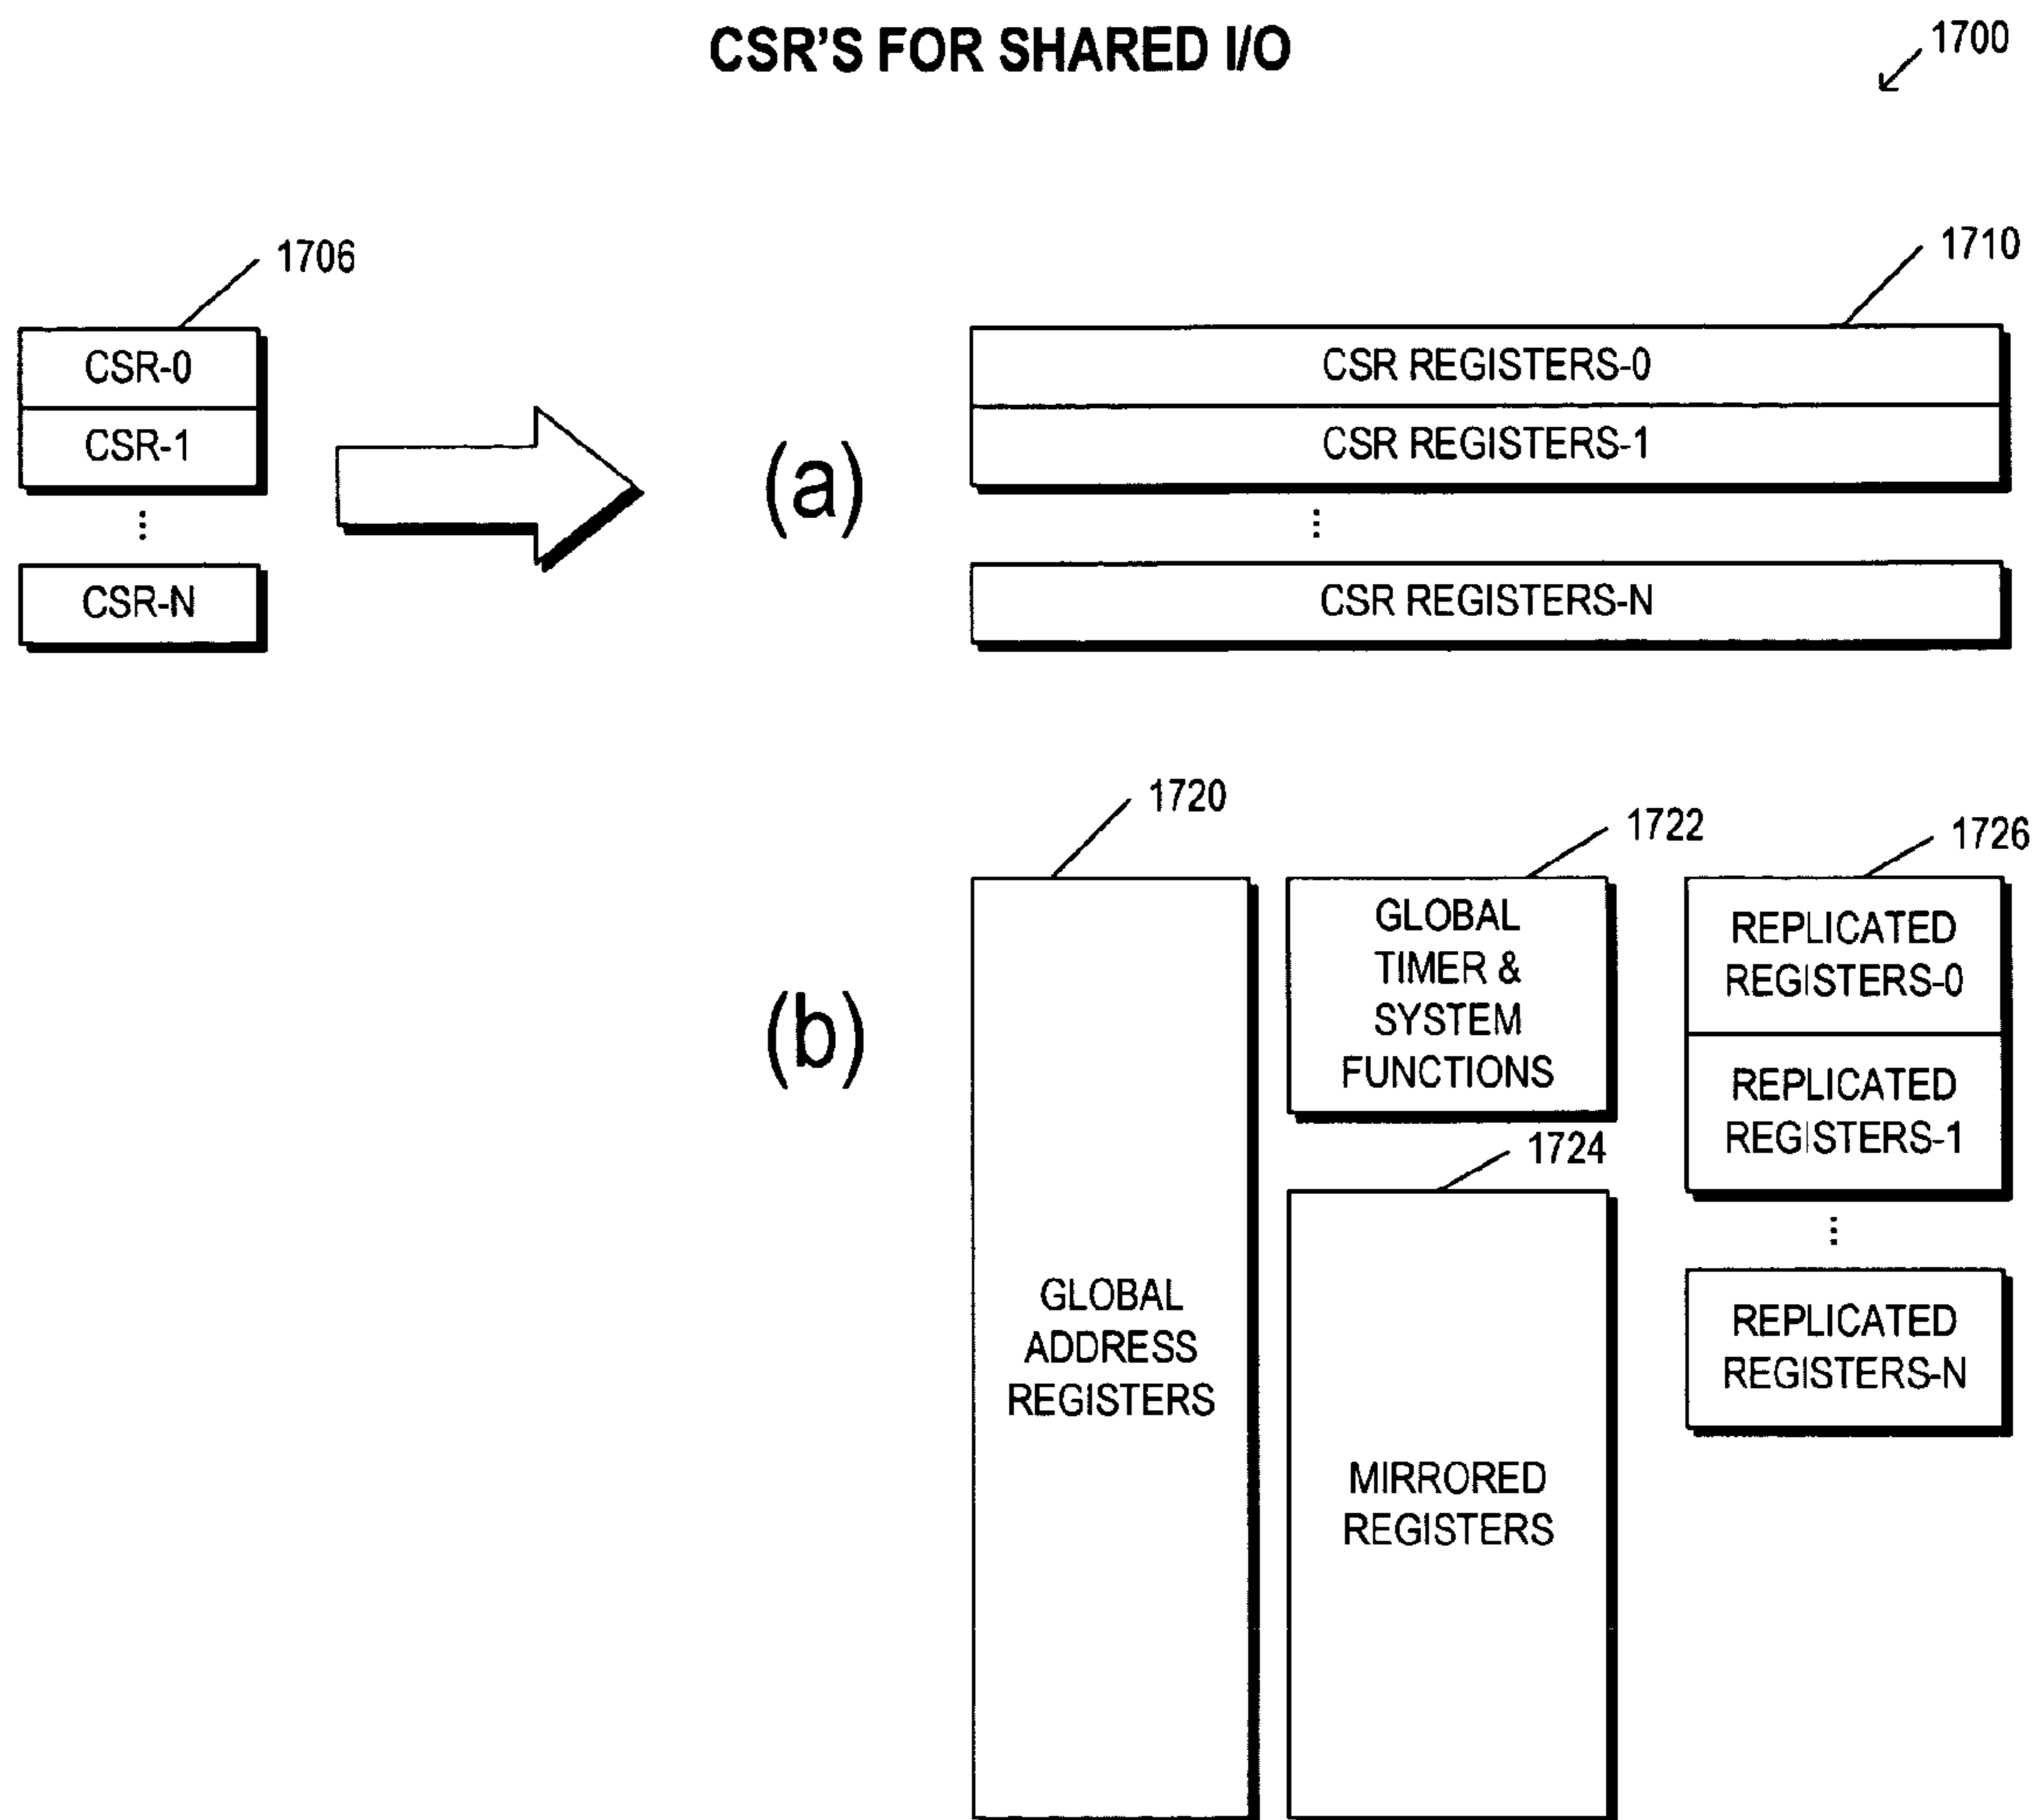 CSR'S FOR SHARED I/O
1700
1706
CSR-0
CSR-1
⋮
CSR-N
(a)
1710
CSR REGISTERS-0
CSR REGISTERS-1
⋮
CSR REGISTERS-N
(b)
1720
GLOBAL
ADDRESS
REGISTERS
1722
GLOBAL
TIMER &
SYSTEM
FUNCTIONS
1724
MIRRORED
REGISTERS
1726
REPLICATED
REGISTERS-0
REPLICATED
REGISTERS-1
⋮
REPLICATED
REGISTERS-N